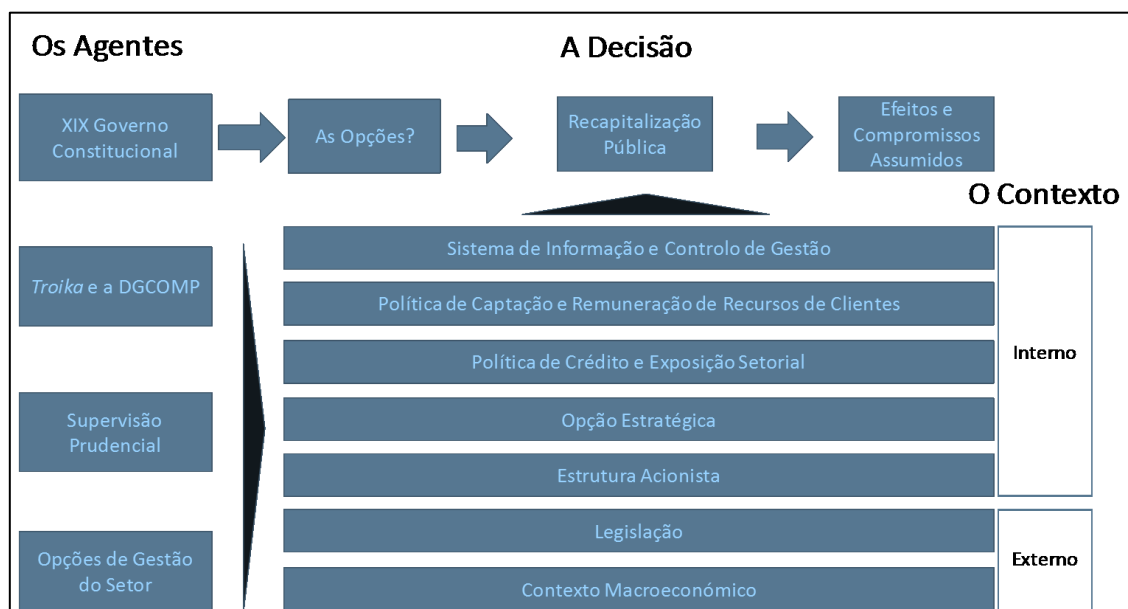 Os Agentes
A Decisão
XIX Governo
Constitucional
As Opções?
Recapitalização
Pública
Efeitos e
Compromissos
Assumidos
O Contexto
Troika e a DGCOMP
Supervisão
Prudencial
Opções de Gestão
do Setor
Sistema de Informação e Controlo de Gestão
Política de Captação e Remuneração de Recursos de Clientes
Política de Crédito e Exposição Setorial
Opção Estratégica
Estrutura Acionista
Legislação
Contexto Macroeconómico
Interno
Externo